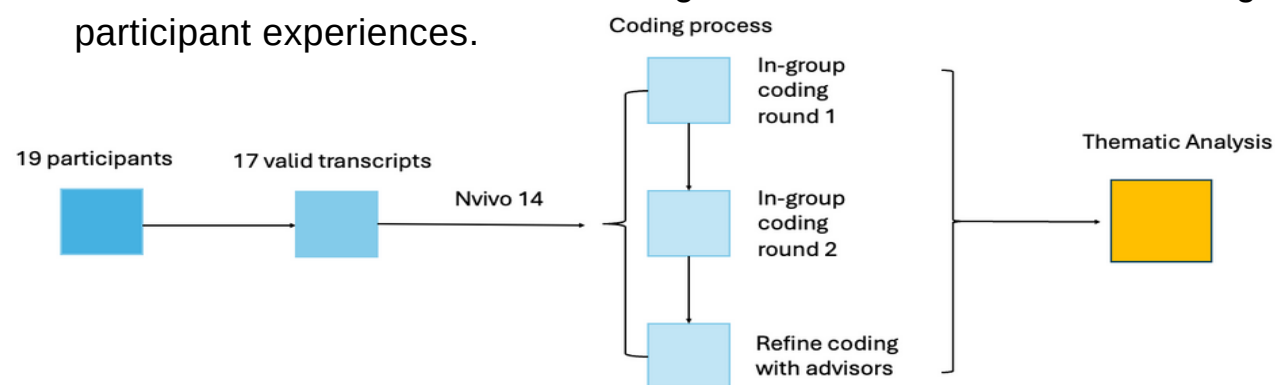 participant experiences.
Coding process
In-group
coding
round 1
19 participants
17 valid transcripts
Nvivo 14
In-group
coding
round 2
Refine coding
with advisors
Thematic Analysis